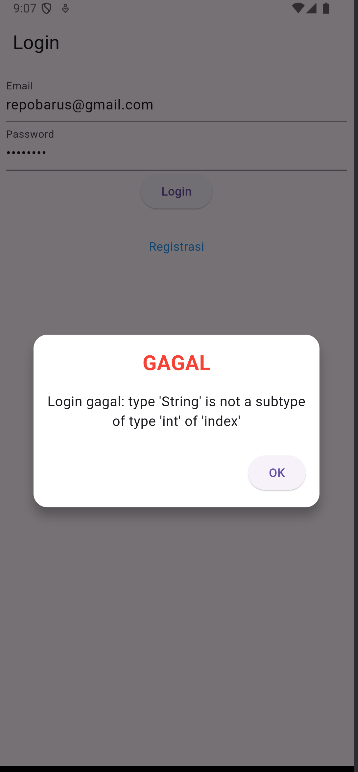 9:07
Login
Email
repobarus@gmail.com
Password
••••••••
Login
Registrasi
GAGAL
Login gagal: type 'String' is not a subtype
of type 'int' of 'index'
OK